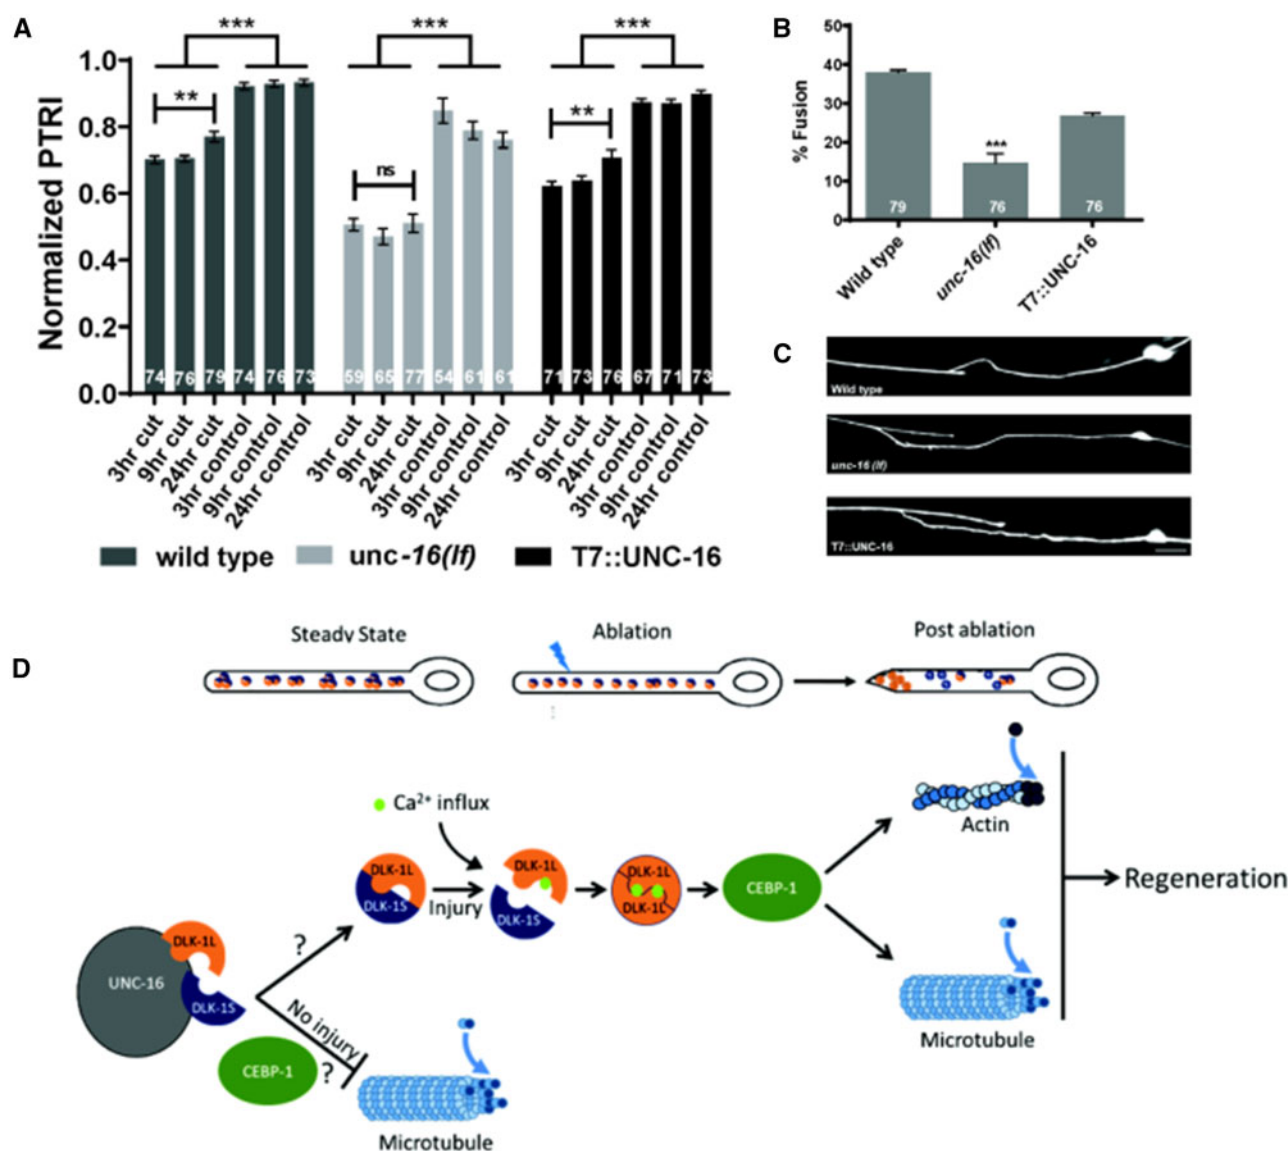 A
***
***
***
**
ns
**
Normalized PTRI
1.0
0.8
0.6
0.4
0.2
0.0
74 76 79 74 76 73
59 65 77 54 61 61
71 73 76 67 71 73
3hr cut
9hr cut
24hr cut
3hr control
9hr control
24hr control
3hr cut
9hr cut
24hr cut
3hr control
9hr control
24hr control
3hr cut
9hr cut
24hr cut
3hr control
9hr control
24hr control
wild type
unc-16(lf)
T7::UNC-16
B
% Fusion
50
40
30
20
10
0
***
79
76
76
Wild type
unc-16(lf)
T7::UNC-16
C
Wild type
unc-16 (lf)
T7::UNC-16
D
Steady State
Ablation
Post ablation
Ca2+ influx
Actin
DLK-1L
DLK-1S
Injury
DLK-1L
DLK-1S
DLK-1L
DLK-1L
CEBP-1
Regeneration
UNC-16
DLK-1L
DLK-1S
?
No injury
CEBP-1
?
Microtubule
Microtubule